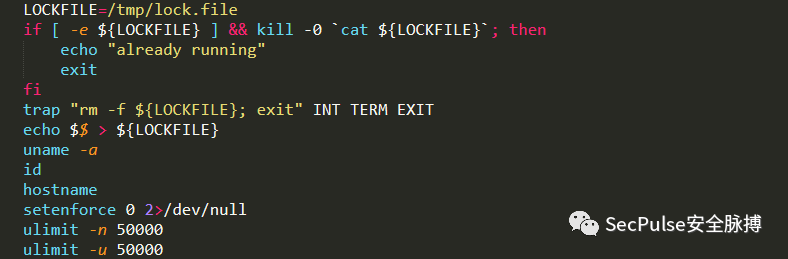 LOCKFILE=/tmp/lock.file
if [ -e ${LOCKFILE} ] && kill -0 `cat ${LOCKFILE}`; then
    echo "already running"
    exit
fi
trap "rm -f ${LOCKFILE}; exit" INT TERM EXIT
echo $$ > ${LOCKFILE}
uname -a
id
hostname
setenforce 0 2>/dev/null
ulimit -n 50000
ulimit -u 50000
SecPulse安全脉搏